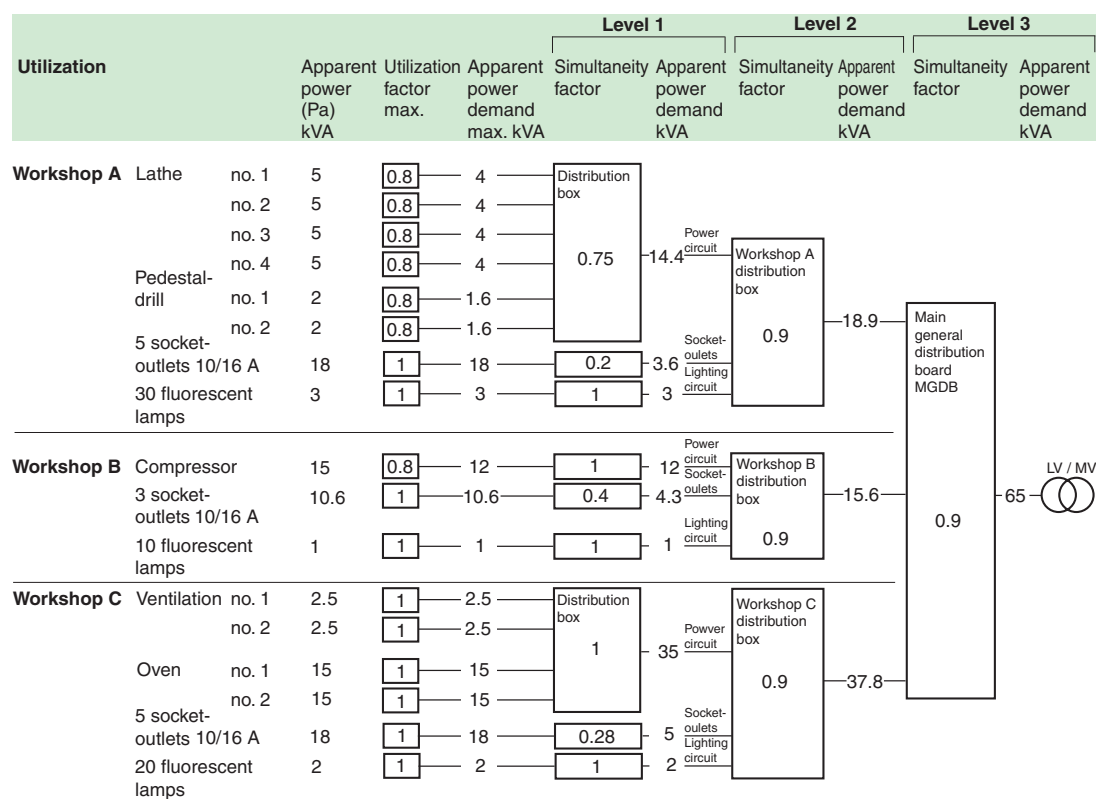 Level 1 Level 2 Level 3
Utilization Apparent Utilization Apparent Simultaneity Apparent Simultaneity Apparent Simultaneity Apparent
power factor power factor power factor power factor power
(Pa) max. demand demand demand demand
kVA max. kVA kVA kVA kVA
Workshop A Lathe no. 1 5 0.8 4 Distribution
box
no. 2 5 0.8 4
no. 3 5 0.8 4 Power
circuit
no. 4 5 0.8 4 0.75 14.4 Workshop A
distribution
box
Pedestal-
drill no. 1 2 0.8 1.6
no. 2 2 0.8 1.6 0.9 18.9 Main
general
distribution
board
MGDB
5 socket-
outlets 10/16 A 18 1 18 0.2 3.6 Socket-
oulets
30 fluorescent 3 1 3 1 3 Lighting
circuit
lamps
Workshop B Compressor 15 0.8 12 1 12 Power
circuit
Workshop B
distribution
box
3 socket- 10.6 1 10.6 0.4 4.3 Socket-
oulets
15.6
outlets 10/16 A
10 fluorescent 1 1 1 1 1 Lighting
circuit
0.9
lamps
0.9 65 LV / MV
Workshop C Ventilation no. 1 2.5 1 2.5 Distribution
box
Workshop C
distribution
box
no. 2 2.5 1 2.5 1 35 Powver
circuit
Oven no. 1 15 1 15 0.9 37.8
no. 2 15 1 15
5 socket-
outlets 10/16 A 18 1 18 0.28 5 Socket-
oulets
20 fluorescent 2 1 2 1 2 Lighting
circuit
lamps